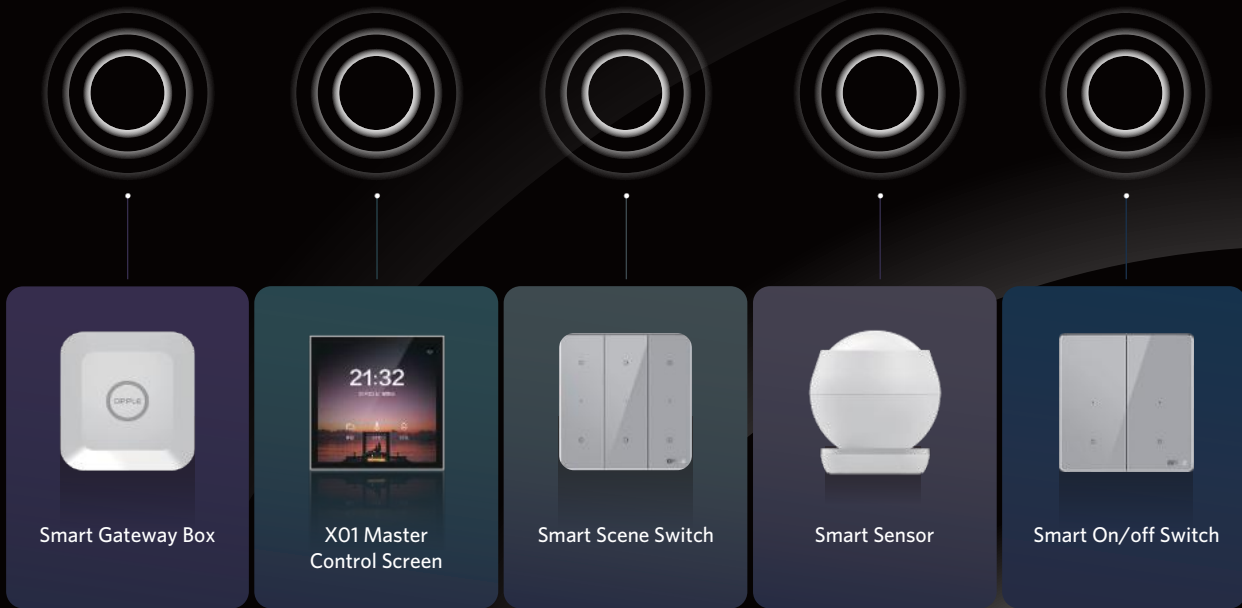 OPPLE
21:32
Smart Gateway Box
X01 Master
Control Screen
Smart Scene Switch
Smart Sensor
Smart On/off Switch